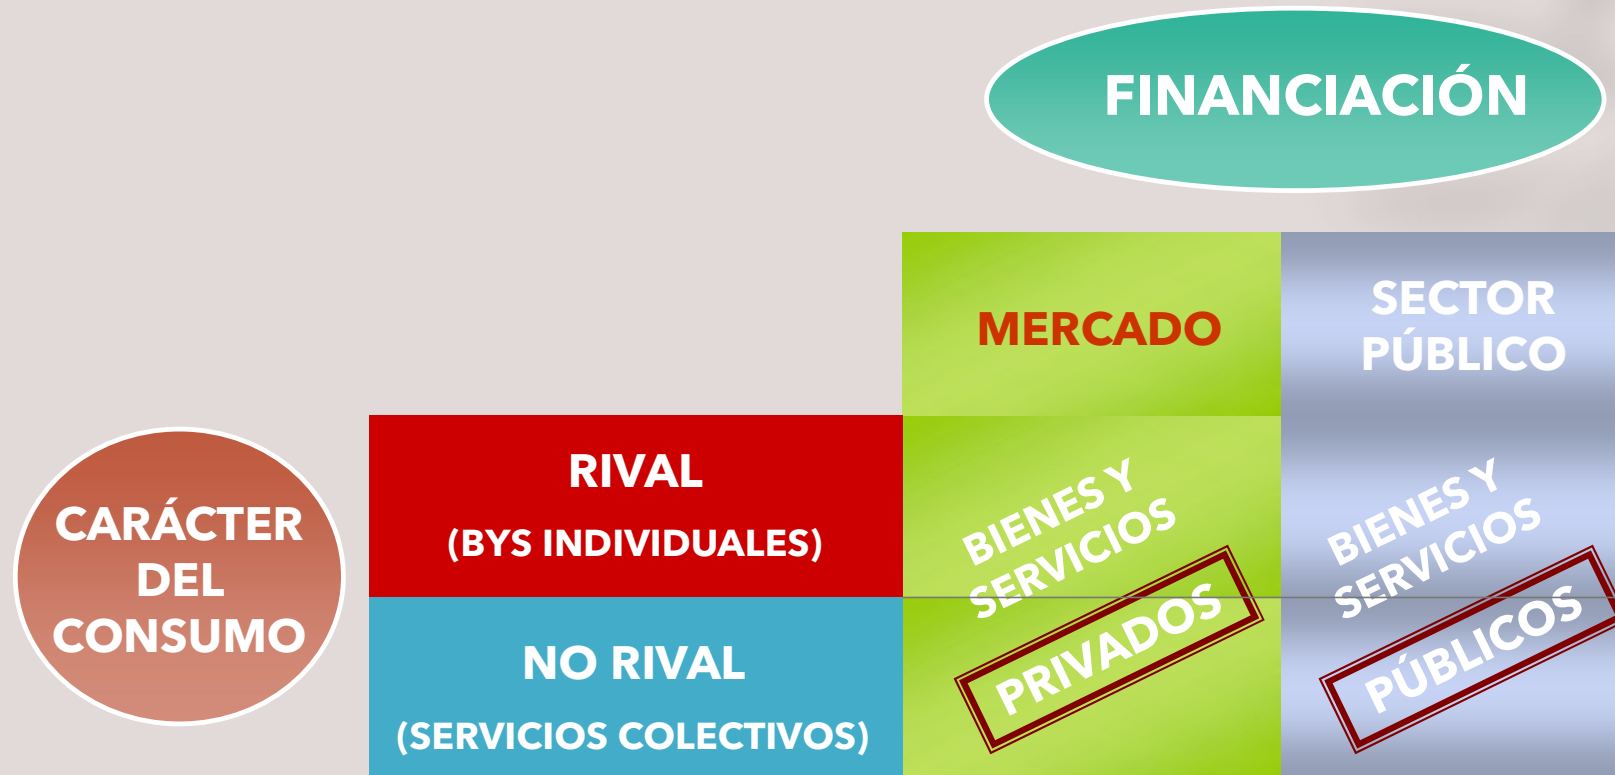 FINANCIACIÓN
MERCADO
SECTOR
PÚBLICO
CARÁCTER
DEL
CONSUMO
RIVAL
(BYS INDIVIDUALES)
NO RIVAL
(SERVICIOS COLECTIVOS)
BIENES Y
SERVICIOS
PRIVADOS
BIENES Y
SERVICIOS
PÚBLICOS